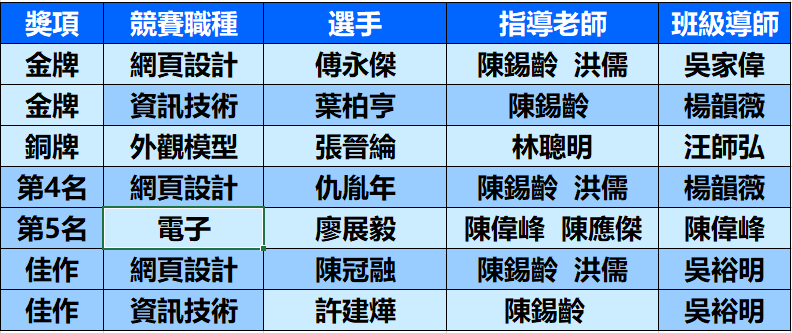 獎項 競賽職種 選手 指導老師 班級導師
金牌 網頁設計 傅永傑 陳錫齡 洪儒 吳家偉
金牌 資訊技術 葉柏亨 陳錫齡 楊韻薇
銅牌 外觀模型 張晉綸 林聰明 汪師弘
第4名 網頁設計 仇胤年 陳錫齡 洪儒 楊韻薇
第5名 電子 廖展毅 陳偉峰 陳應傑 陳偉峰
佳作 網頁設計 陳冠融 陳錫齡 洪儒 吳裕明
佳作 資訊技術 許建燁 陳錫齡 吳裕明